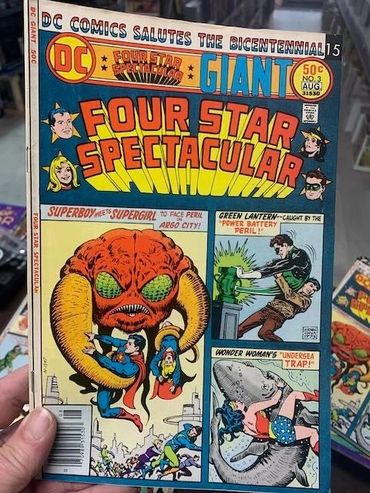 DC COMICS SALUTES THE BICENTENNIAL
15
DC GIANT 50¢
DC
FOUR STAR
SPECTACULAR
GIANT
50¢
NO. 3
AUG.
31530
FOUR STAR
SPECTACULAR
FOUR STAR SPECTACULAR
SUPERBOY MEETS SUPERGIRL TO FACE PERIL
IN
ARGO CITY!
GREEN LANTERN--CAUGHT BY THE
"POWER BATTERY
PERIL!"
WONDER WOMAN'S "UNDERSEA
TRAP!"